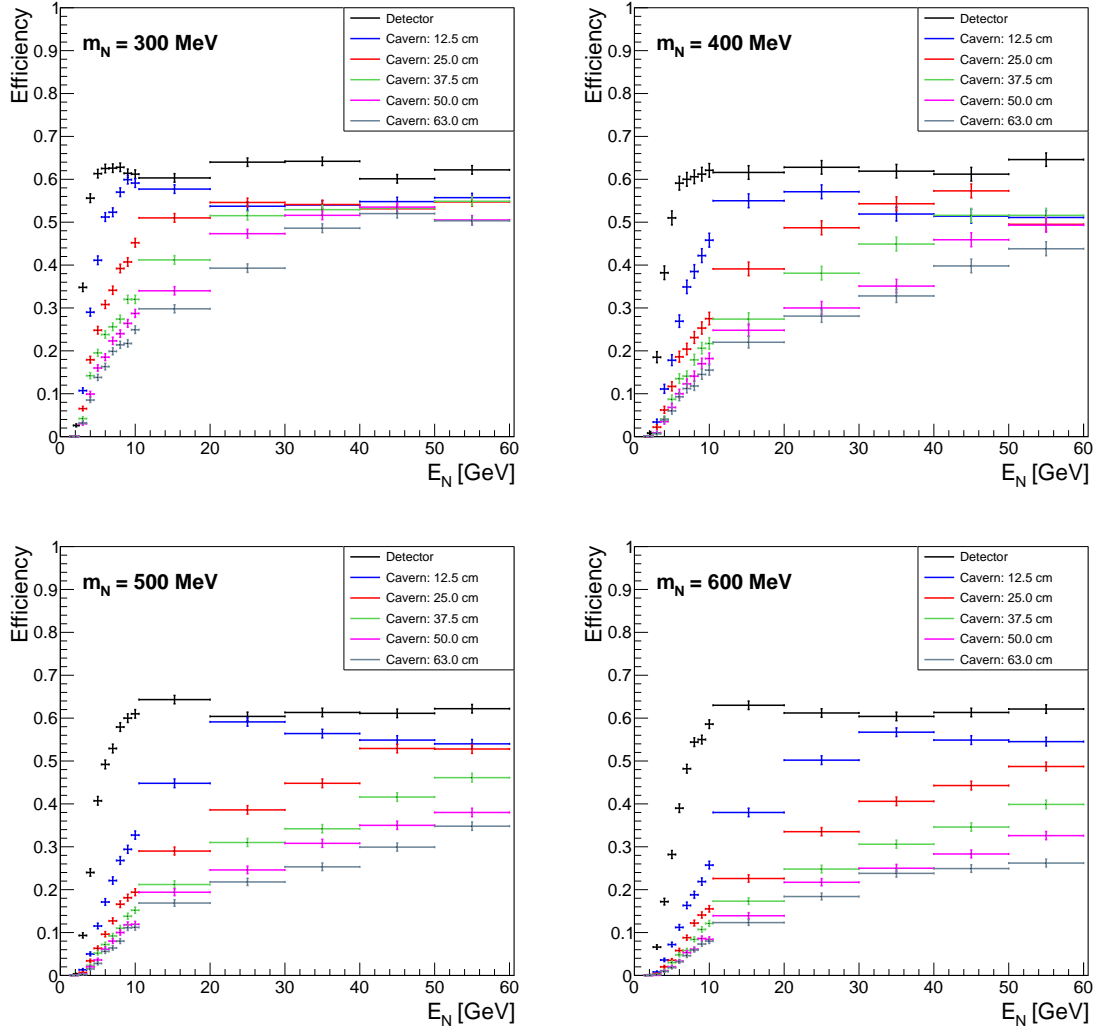 m_N = 300 MeV
Detector
Cavern: 12.5 cm
Cavern: 25.0 cm
Cavern: 37.5 cm
Cavern: 50.0 cm
Cavern: 63.0 cm
Efficiency
1
0.9
0.8
0.7
0.6
0.5
0.4
0.3
0.2
0.1
0
0 10 20 30 40 50 60
E_N [GeV]
m_N = 400 MeV
Detector
Cavern: 12.5 cm
Cavern: 25.0 cm
Cavern: 37.5 cm
Cavern: 50.0 cm
Cavern: 63.0 cm
Efficiency
1
0.9
0.8
0.7
0.6
0.5
0.4
0.3
0.2
0.1
0
0 10 20 30 40 50 60
E_N [GeV]
m_N = 500 MeV
Detector
Cavern: 12.5 cm
Cavern: 25.0 cm
Cavern: 37.5 cm
Cavern: 50.0 cm
Cavern: 63.0 cm
Efficiency
1
0.9
0.8
0.7
0.6
0.5
0.4
0.3
0.2
0.1
0
0 10 20 30 40 50 60
E_N [GeV]
m_N = 600 MeV
Detector
Cavern: 12.5 cm
Cavern: 25.0 cm
Cavern: 37.5 cm
Cavern: 50.0 cm
Cavern: 63.0 cm
Efficiency
1
0.9
0.8
0.7
0.6
0.5
0.4
0.3
0.2
0.1
0
0 10 20 30 40 50 60
E_N [GeV]